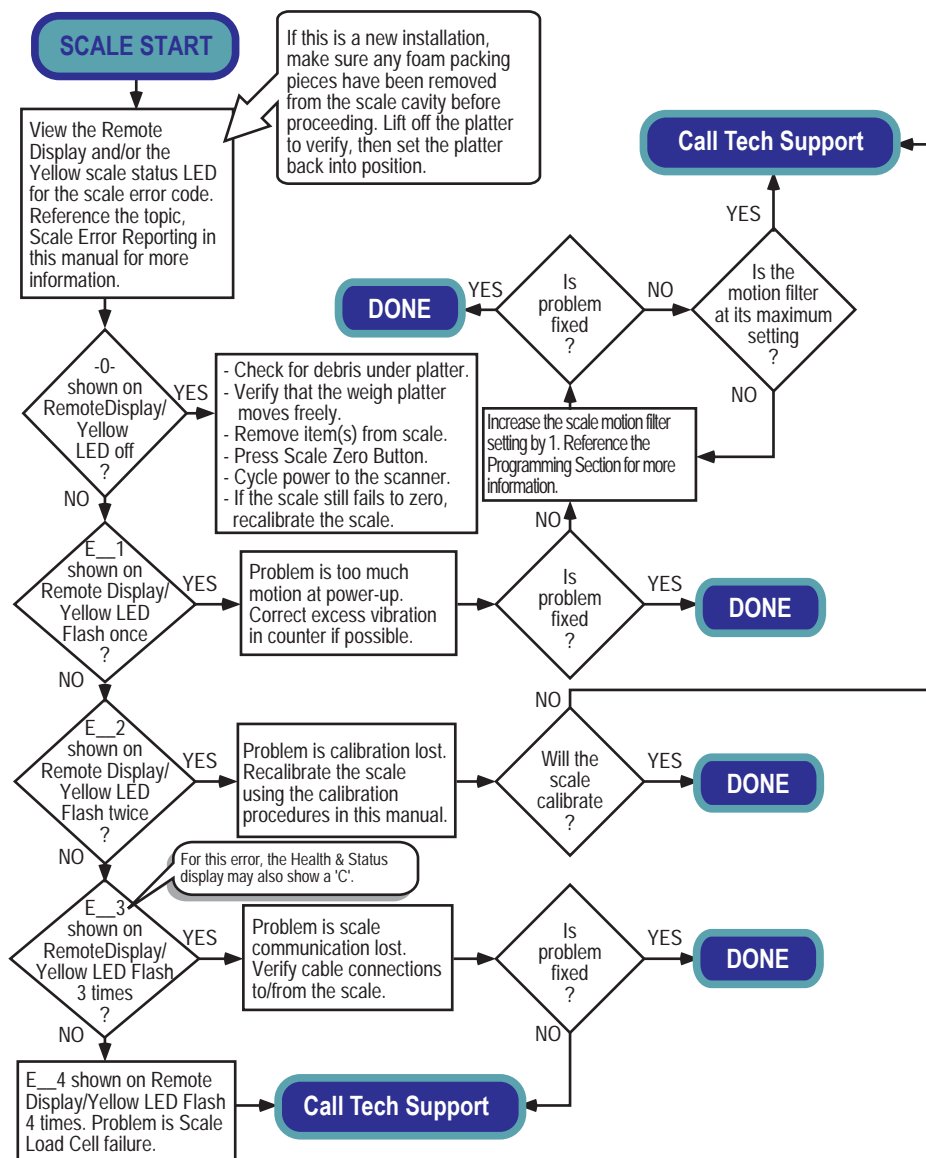 SCALE START
If this is a new installation,
make sure any foam packing
pieces have been removed
from the scale cavity before
proceeding. Lift off the platter
to verify, then set the platter
back into position.
View the Remote
Display and/or the
Yellow scale status LED
for the scale error code.
Reference the topic,
Scale Error Reporting in
this manual for more
information.
Call Tech Support
YES
Is the
motion filter
at its maximum
setting
?
NO
NO
Is
problem
fixed
?
YES
DONE
-0-
shown on
RemoteDisplay/
Yellow
LED off
?
YES
- Check for debris under platter.
- Verify that the weigh platter
moves freely.
- Remove item(s) from scale.
- Press Scale Zero Button.
- Cycle power to the scanner.
- If the scale still fails to zero,
recalibrate the scale.
Increase the scale motion filter
setting by 1. Reference the
Programming Section for more
information.
NO
NO
E__1
shown on
Remote Display/
Yellow LED
Flash once
?
YES
Problem is too much
motion at power-up.
Correct excess vibration
in counter if possible.
Is
problem
fixed
?
YES
DONE
NO
E__2
shown on
Remote Display/
Yellow LED
Flash twice
?
YES
Problem is calibration lost.
Recalibrate the scale
using the calibration
procedures in this manual.
NO
Will the
scale
calibrate
?
YES
DONE
NO
For this error, the Health & Status
display may also show a 'C'.
E__3
shown on
RemoteDisplay/
Yellow LED Flash
3 times
?
YES
Problem is scale
communication lost.
Verify cable connections
to/from the scale.
Is
problem
fixed
?
YES
DONE
NO
NO
E__4 shown on Remote
Display/Yellow LED Flash
4 times. Problem is Scale
Load Cell failure.
Call Tech Support